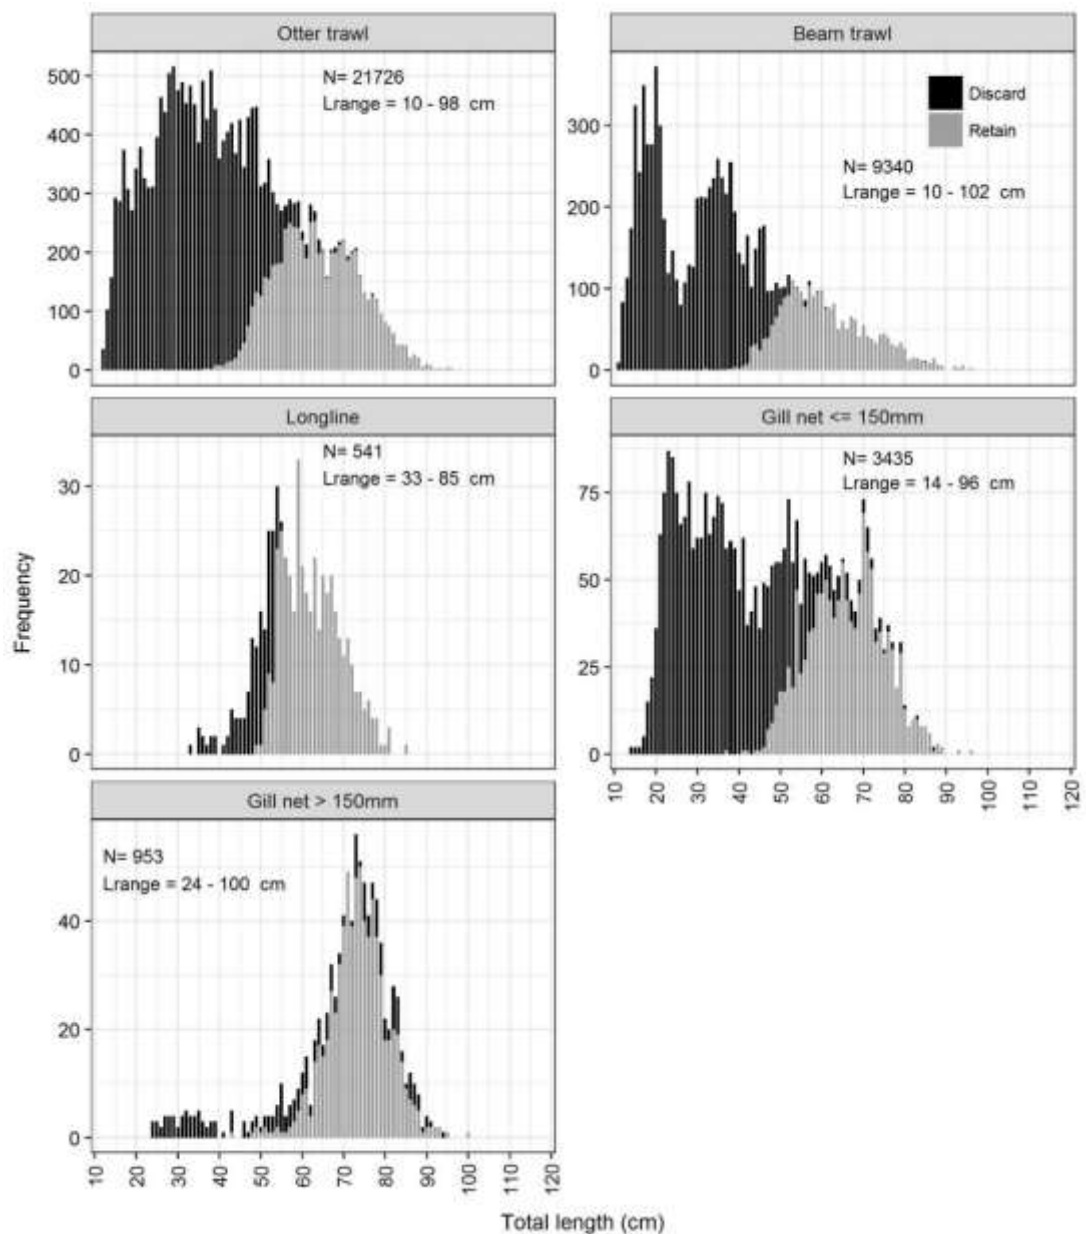 Otter trawl
N= 21726
Lrange = 10 - 98 cm
500
400
300
200
100
0
Beam trawl
Discard
Retain
N= 9340
Lrange = 10 - 102 cm
300
200
100
0
Longline
N= 541
Lrange = 33 - 85 cm
30
20
10
0
Gill net <= 150mm
N= 3435
Lrange = 14 - 96 cm
75
50
25
0
10 20 30 40 50 60 70 80 90 100 110 120
Gill net > 150mm
N= 953
Lrange = 24 - 100 cm
40
20
0
10 20 30 40 50 60 70 80 90 100 110 120
Frequency
Total length (cm)